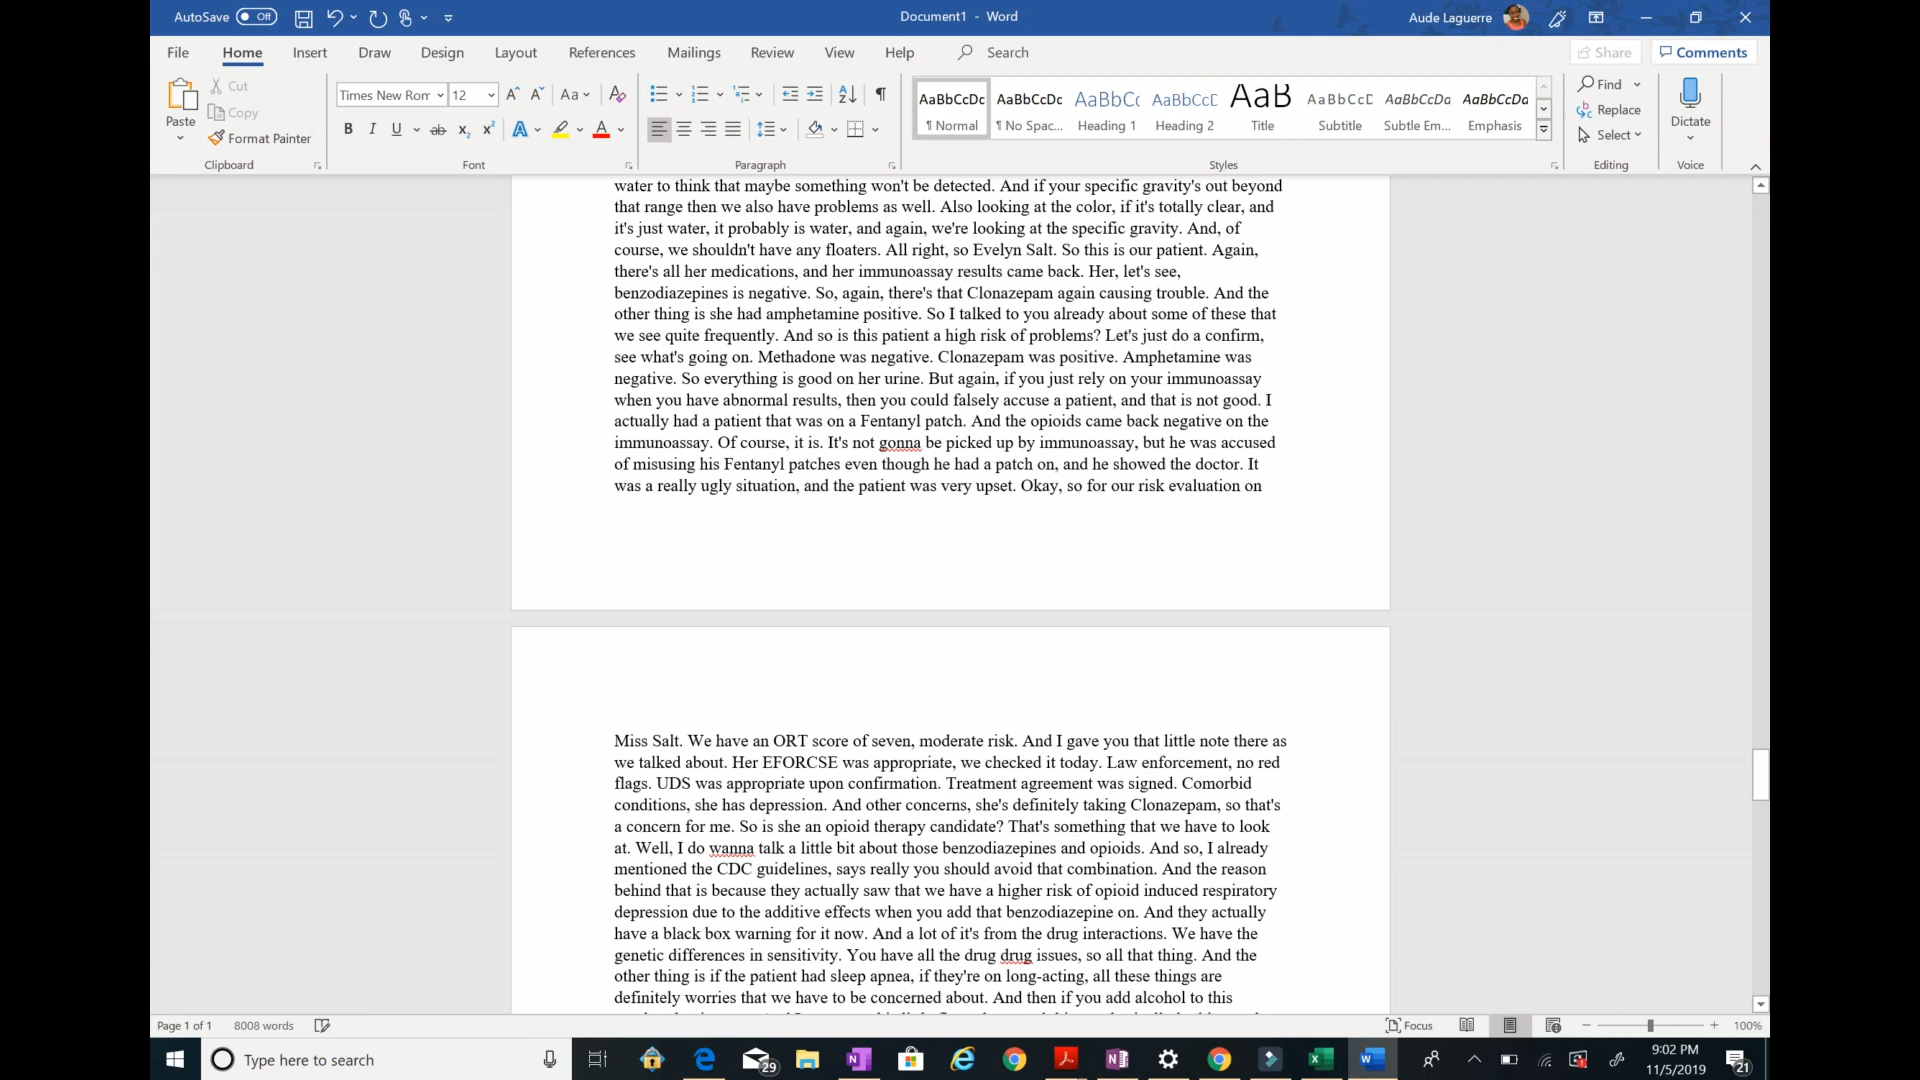 AutoSave Off
Document1 - Word
Aude Laguerre
File Home Insert Draw Design Layout References Mailings Review View Help Search
Share Comments
Paste
Cut
Copy
Format Painter
Clipboard
Times New Ror 12
Font
Paragraph
AaBbCcDc AaBbCcDc AaBbCc AaBbCcD AaB AaBbCcD AaBbCcDa AaBbCcDa
¶ Normal ¶ No Spac... Heading 1 Heading 2 Title Subtitle Subtle Em... Emphasis
Styles
Find
Replace
Select
Editing
Dictate
Voice
water to think that maybe something won't be detected. And if your specific gravity's out beyond
that range then we also have problems as well. Also looking at the color, if it's totally clear, and
it's just water, it probably is water, and again, we're looking at the specific gravity. And, of
course, we shouldn't have any floaters. All right, so Evelyn Salt. So this is our patient. Again,
there's all her medications, and her immunoassay results came back. Her, let's see,
benzodiazepines is negative. So, again, there's that Clonazepam again causing trouble. And the
other thing is she had amphetamine positive. So I talked to you already about some of these that
we see quite frequently. And so is this patient a high risk of problems? Let's just do a confirm,
see what's going on. Methadone was negative. Clonazepam was positive. Amphetamine was
negative. So everything is good on her urine. But again, if you just rely on your immunoassay
when you have abnormal results, then you could falsely accuse a patient, and that is not good. I
actually had a patient that was on a Fentanyl patch. And the opioids came back negative on the
immunoassay. Of course, it is. It's not gonna be picked up by immunoassay, but he was accused
of misusing his Fentanyl patches even though he had a patch on, and he showed the doctor. It
was a really ugly situation, and the patient was very upset. Okay, so for our risk evaluation on
Miss Salt. We have an ORT score of seven, moderate risk. And I gave you that little note there as
we talked about. Her EFORCSE was appropriate, we checked it today. Law enforcement, no red
flags. UDS was appropriate upon confirmation. Treatment agreement was signed. Comorbid
conditions, she has depression. And other concerns, she's definitely taking Clonazepam, so that's
a concern for me. So is she an opioid therapy candidate? That's something that we have to look
at. Well, I do wanna talk a little bit about those benzodiazepines and opioids. And so, I already
mentioned the CDC guidelines, says really you should avoid that combination. And the reason
behind that is because they actually saw that we have a higher risk of opioid induced respiratory
depression due to the additive effects when you add that benzodiazepine on. And they actually
have a black box warning for it now. And a lot of it's from the drug interactions. We have the
genetic differences in sensitivity. You have all the drug drug issues, so all that thing. And the
other thing is if the patient had sleep apnea, if they're on long-acting, all these things are
definitely worries that we have to be concerned about. And then if you add alcohol to this
Page 1 of 1 8008 words
Focus
100%
Type here to search
29
9:02 PM
11/5/2019
21